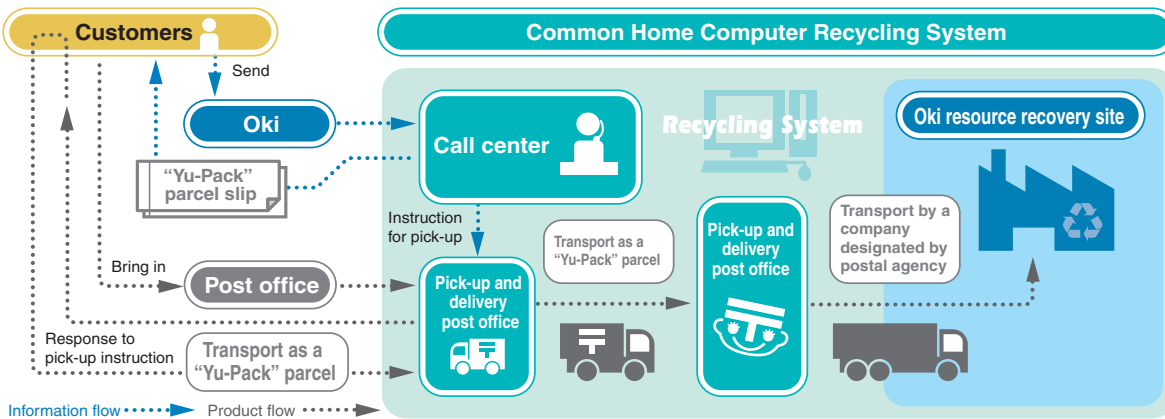 Customers
Common Home Computer Recycling System
Send
Oki
Call center
Recycling System
Oki resource recovery site
"Yu-Pack"
parcel slip
Instruction
for pick-up
Transport as a
"Yu-Pack" parcel
Pick-up and
delivery
post office
Transport by a
company
designated by
postal agency
Bring in
Post office
Pick-up and
delivery
post office
Response to
pick-up instruction
Transport as a
"Yu-Pack" parcel
Information flow
Product flow